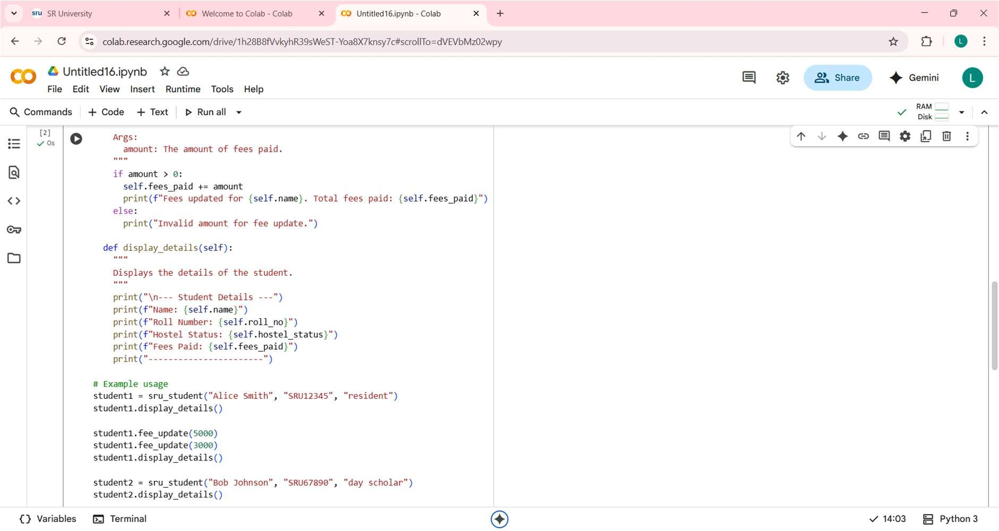 SR University
Welcome to Colab - Colab
Untitled16.ipynb - Colab
colab.research.google.com/drive/1h28B8fVvkyhR39sWeST-Yoa8X7knsy7c#scrollTo=dVEVbMz02wpy
L
Untitled16.ipynb
File Edit View Insert Runtime Tools Help
Share
Gemini
L
Commands + Code + Text Run all
RAM
Disk
[2]
0s
Args:
amount: The amount of fees paid.
"""
if amount > 0:
self.fees_paid += amount
print(f"Fees updated for {self.name}. Total fees paid: {self.fees_paid}")
else:
print("Invalid amount for fee update.")
def display_details(self):
"""
Displays the details of the student.
"""
print("\n--- Student Details ---")
print(f"Name: {self.name}")
print(f"Roll Number: {self.roll_no}")
print(f"Hostel Status: {self.hostel_status}")
print(f"Fees Paid: {self.fees_paid}")
print("-----------------------")
# Example usage
student1 = sru_student("Alice Smith", "SRU12345", "resident")
student1.display_details()
student1.fee_update(5000)
student1.fee_update(3000)
student1.display_details()
student2 = sru_student("Bob Johnson", "SRU67890", "day scholar")
student2.display_details()
Variables Terminal
14:03 Python 3